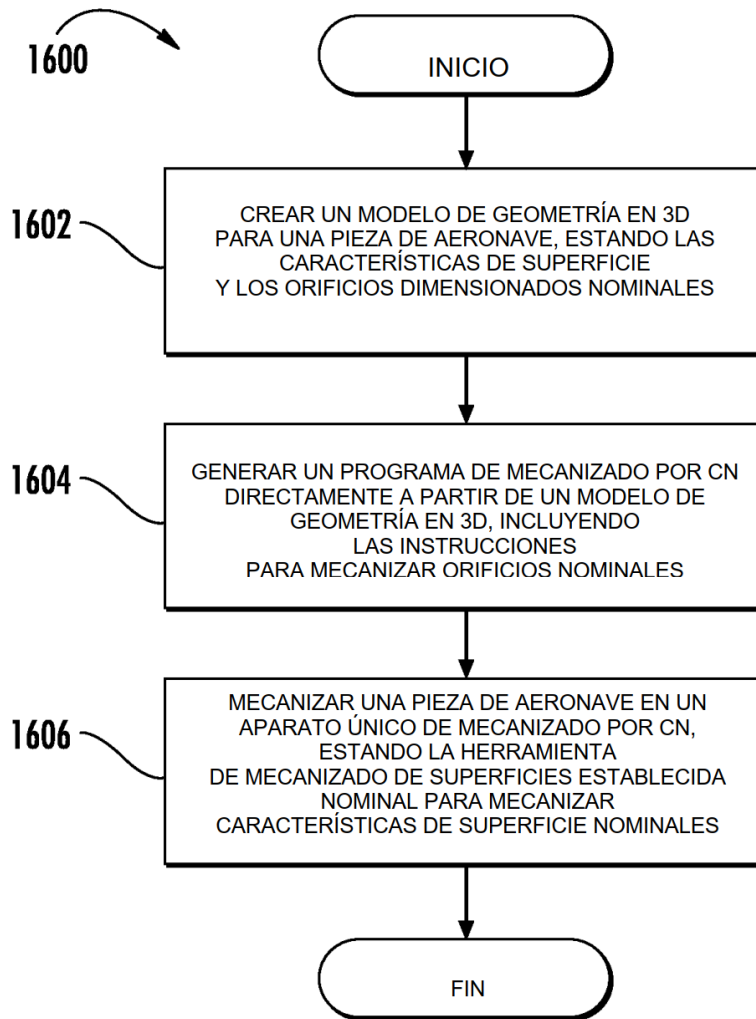 1600
INICIO
1602
CREAR UN MODELO DE GEOMETRÍA EN 3D
PARA UNA PIEZA DE AERONAVE, ESTANDO LAS
CARACTERÍSTICAS DE SUPERFICIE
Y LOS ORIFICIOS DIMENSIONADOS NOMINALES
1604
GENERAR UN PROGRAMA DE MECANIZADO POR CN
DIRECTAMENTE A PARTIR DE UN MODELO DE
GEOMETRÍA EN 3D, INCLUYENDO
LAS INSTRUCCIONES
PARA MECANIZAR ORIFICIOS NOMINALES
1606
MECANIZAR UNA PIEZA DE AERONAVE EN UN
APARATO ÚNICO DE MECANIZADO POR CN,
ESTANDO LA HERRAMIENTA
DE MECANIZADO DE SUPERFICIES ESTABLECIDA
NOMINAL PARA MECANIZAR
CARACTERÍSTICAS DE SUPERFICIE NOMINALES
FIN